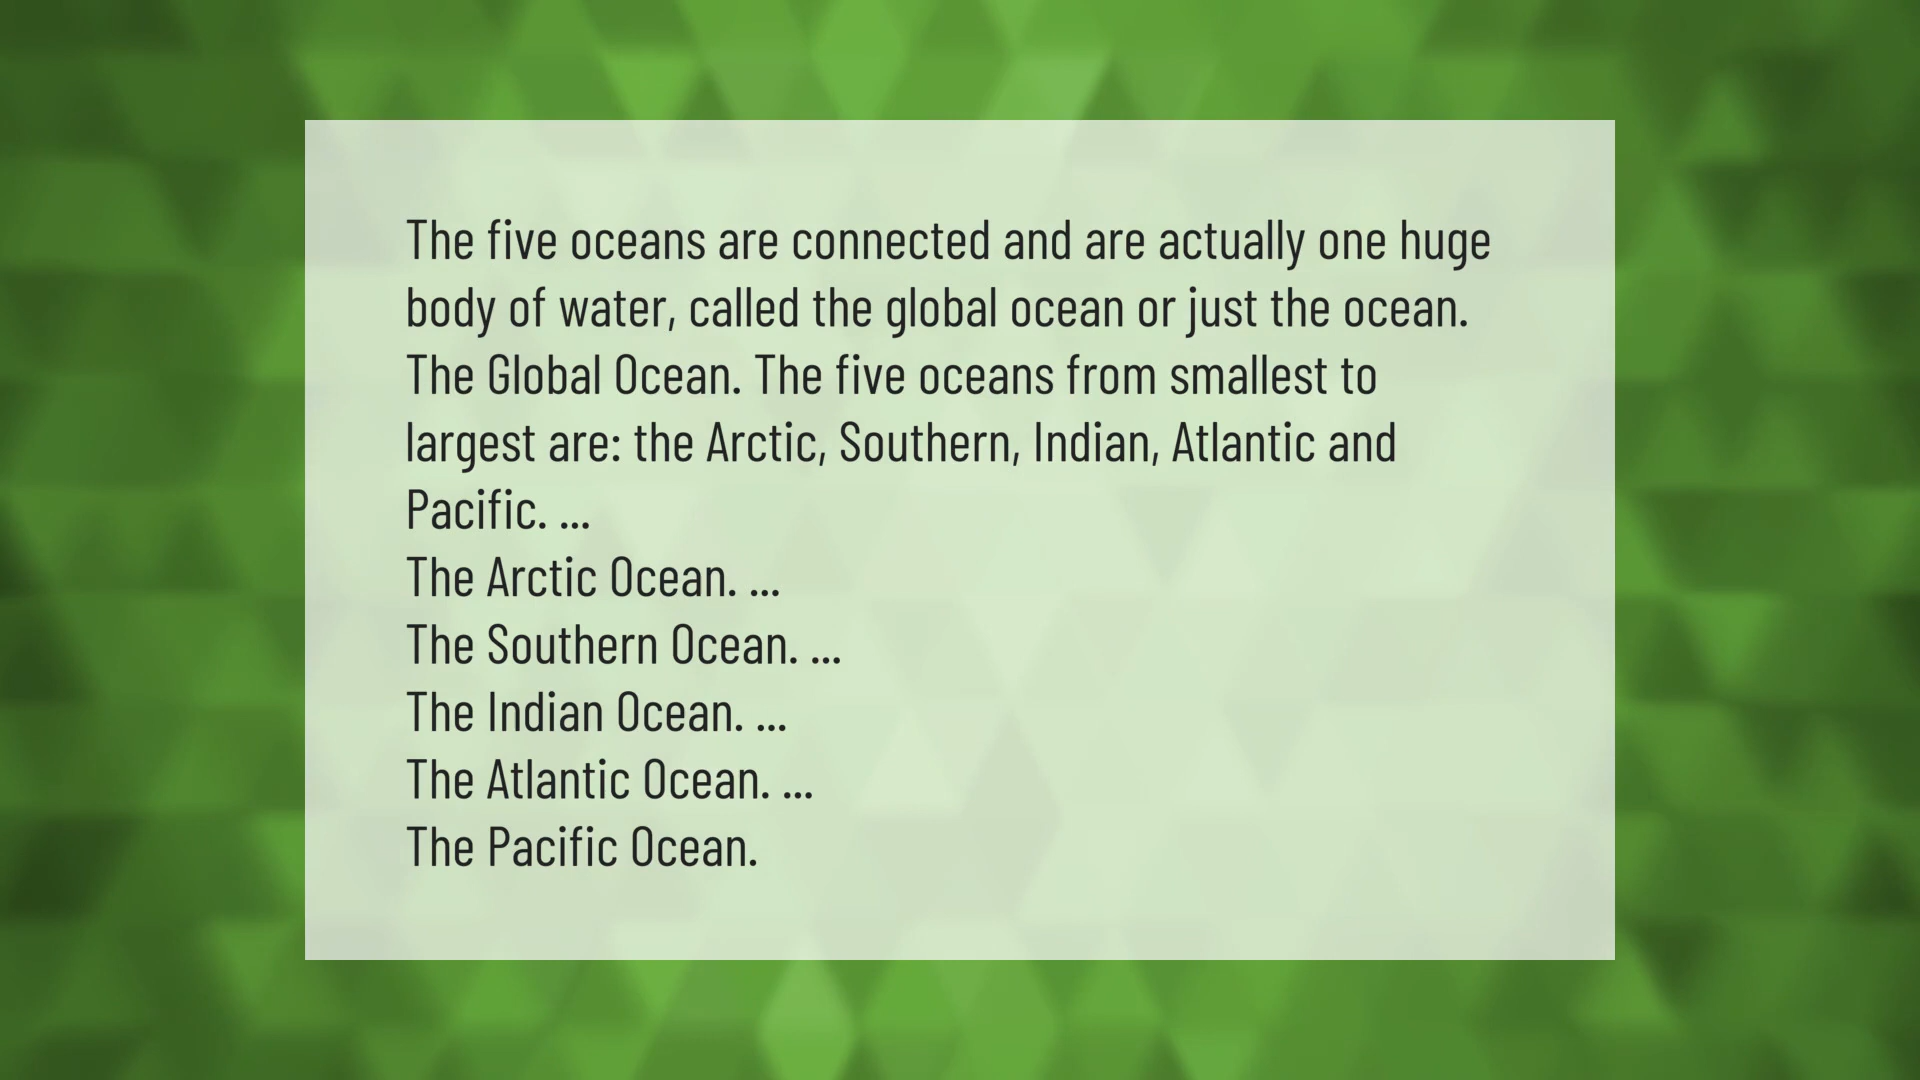 The five oceans are connected and are actually one huge
body of water, called the global ocean or just the ocean.
The Global Ocean. The five oceans from smallest to
largest are: the Arctic, Southern, Indian, Atlantic and
Pacific. ...
The Arctic Ocean. ...
The Southern Ocean. ...
The Indian Ocean. ...
The Atlantic Ocean. ...
The Pacific Ocean.